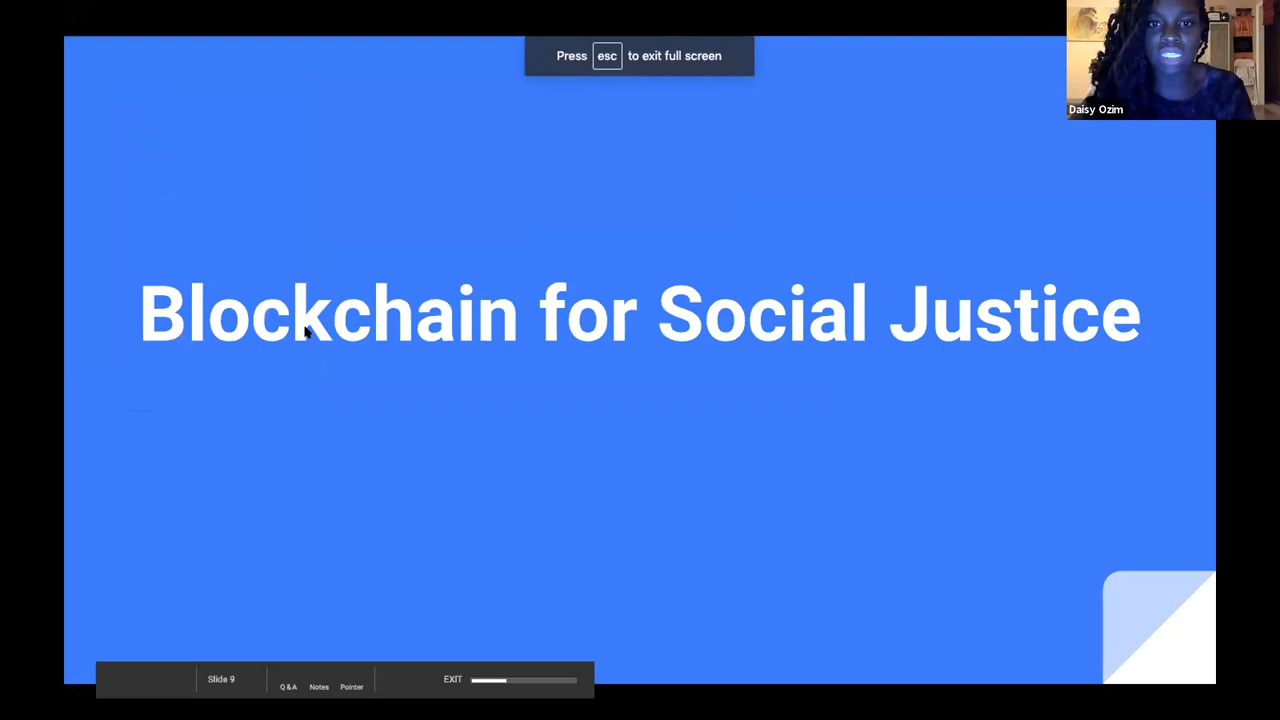 Press esc to exit full screen
Daisy Ozim
Blockchain for Social Justice
Slide 9
Q & A Notes Pointer
EXIT